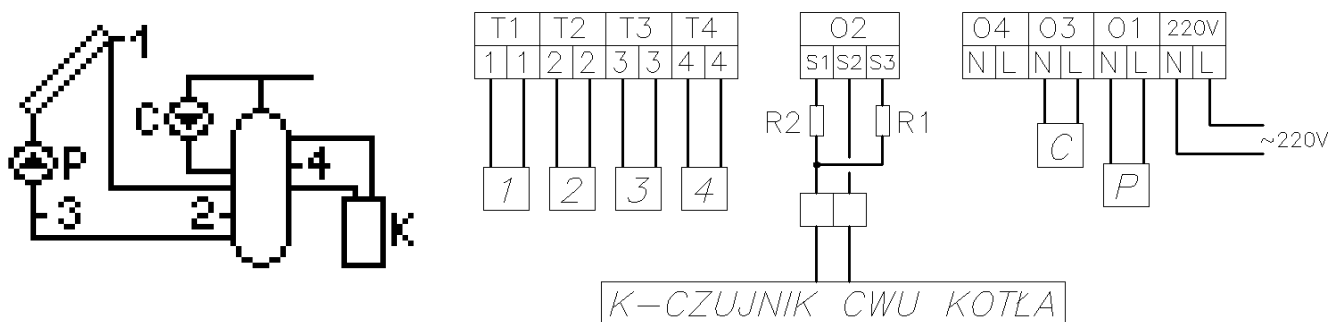 T1 T2 T3 T4
1 1 2 2 3 3 4 4
1 2 3 4
O2
S1 S2 S3
R2 R1
K-CZUJNIK CWU KOTŁA
O4 O3 O1 220V
N L N L N L N L
C
P
~220V
1
C
P
4
3
2
K